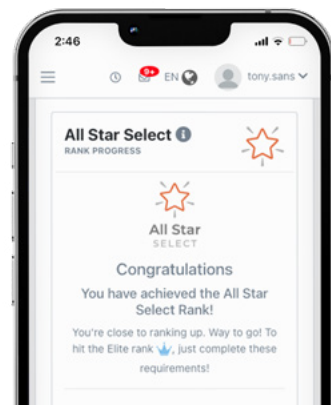 2:46
9+
EN
tony.sans
All Star Select
RANK PROGRESS
All Star
SELECT
Congratulations
You have achieved the All Star
Select Rank!
You're close to ranking up. Way to go! To
hit the Elite rank , just complete these
requirements!